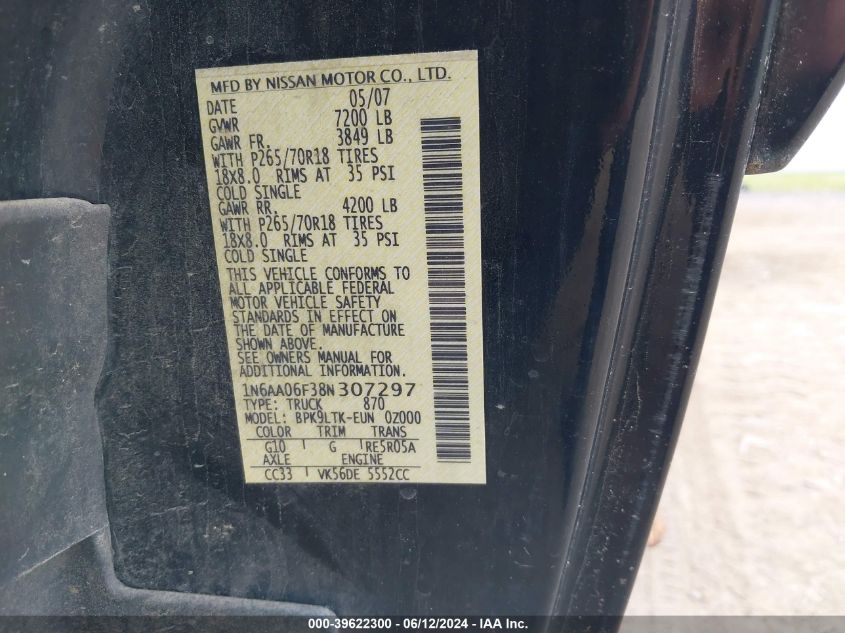 MFD BY NISSAN MOTOR CO., LTD.
DATE 05/07
GVWR 7200 LB
GAWR FR. 3849 LB
WITH P265/70R18 TIRES
18X8.0 RIMS AT 35 PSI
COLD SINGLE
GAWR RR. 4200 LB
WITH P265/70R18 TIRES
18X8.0 RIMS AT 35 PSI
COLD SINGLE
THIS VEHICLE CONFORMS TO
ALL APPLICABLE FEDERAL
MOTOR VEHICLE SAFETY
STANDARDS IN EFFECT ON
THE DATE OF MANUFACTURE
SHOWN ABOVE.
SEE OWNERS MANUAL FOR
ADDITIONAL INFORMATION.
1N6AA06F38N307297
TYPE: TRUCK 870
MODEL: BPK9LTK-EUN 0Z000
COLOR TRIM TRANS
G10 G RE5R05A
AXLE ENGINE
CC33 VK56DE 5552CC
000-39622300 - 06/12/2024 - IAA Inc.